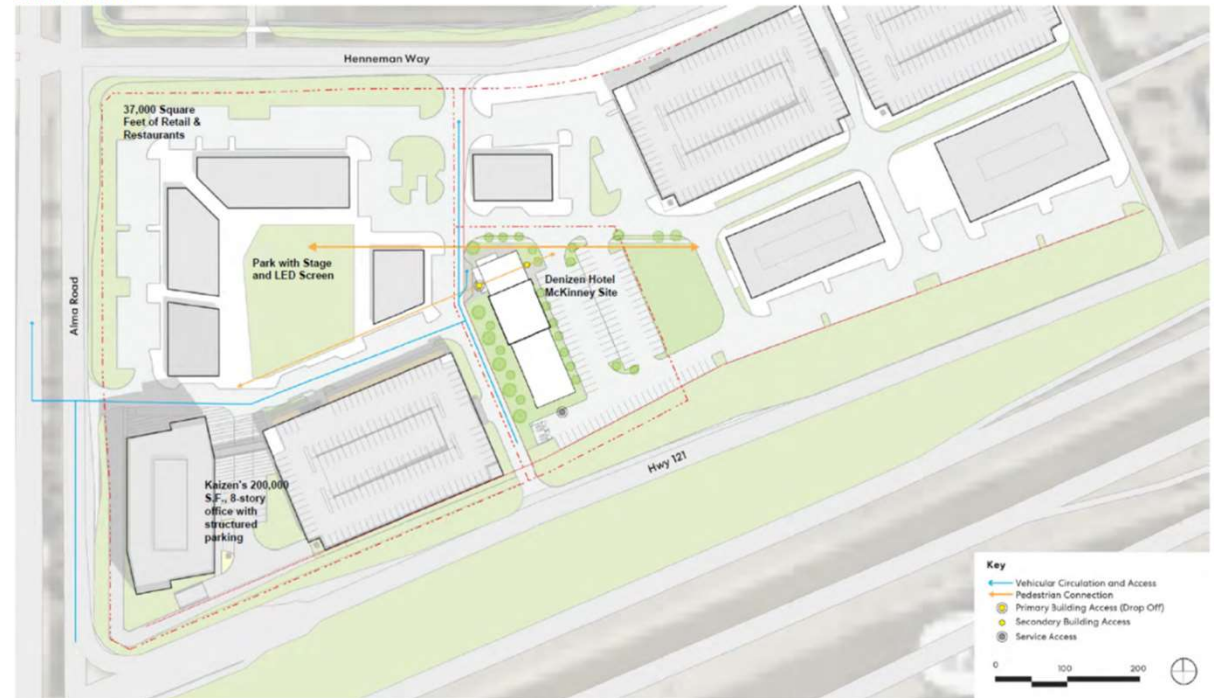 Henneman Way
37,000 Square
Feet of Retail &
Restaurants
Park with Stage
and LED Screen
Denizen Hotel
McKinney Site
Alma Road
Hwy 121
Kaizen's 200,000
S.F., 8-story
office with
structured
parking
Key
Vehicular Circulation and Access
Pedestrian Connection
Primary Building Access (Drop Off)
Secondary Building Access
Service Access
0 100 200